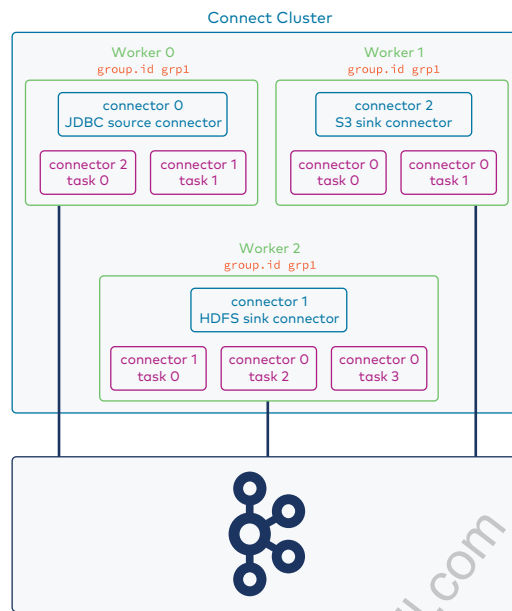 Connect Cluster
Worker 0
group.id grp1
connector 0
JDBC source connector
connector 2
task 0
connector 1
task 1
Worker 1
group.id grp1
connector 2
S3 sink connector
connector 0
task 0
connector 0
task 1
Worker 2
group.id grp1
connector 1
HDFS sink connector
connector 1
task 0
connector 0
task 2
connector 0
task 3
.com